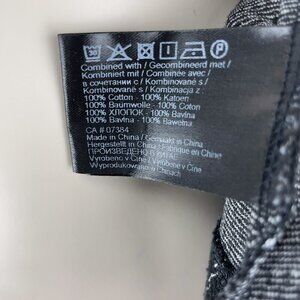 30 P
Combined with / Gecombineerd met /
Kombiniert mit / Combinée avec /
в сочетании с / Kombinované s /
Kombinované s / Kombinacja z :
100% Cotton - 100% Katoen
100% Baumwolle - 100% Coton
100% ХЛОПОК - 100% Bavlna
100% Bavlna - 100% Bawełna
CA # 07384
Made in China / Gemaakt in China
Hergestellt in China / Fabriqué en Chine
Произведено в КИТАЕ
Vyrobeno v Číně / Vyrobené v Číne
Wyprodukowano w Chinach